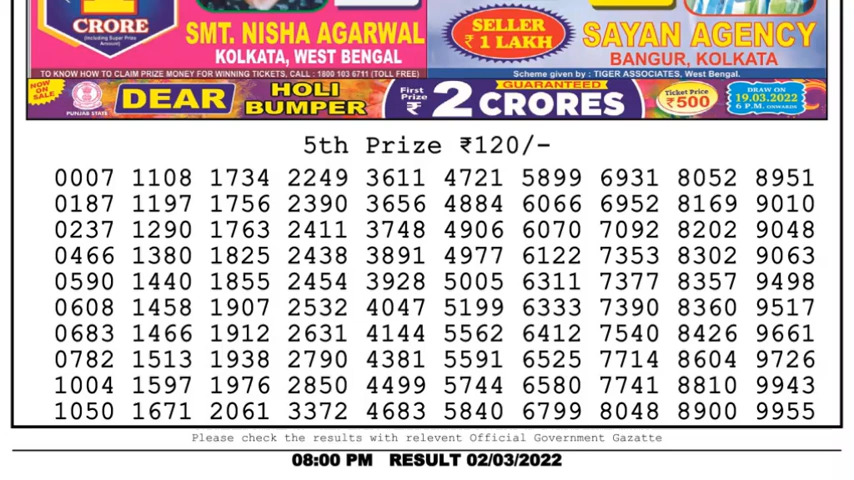 1
CRORE
(Including Super Prize Amount)
SMT. NISHA AGARWAL
KOLKATA, WEST BENGAL
TO KNOW HOW TO CLAIM PRIZE MONEY FOR WINNING TICKETS, CALL : 1800 103 6711 (TOLL FREE)
SELLER
₹ 1 LAKH
SAYAN AGENCY
BANGUR, KOLKATA
Scheme given by : TIGER ASSOCIATES, West Bengal.
NOW ON SALE
PUNJAB STATE
DEAR
HOLI
BUMPER
First Prize ₹
GUARANTEED
2 CRORES
Ticket Price
₹500
DRAW ON
19.03.2022
6 P.M. ONWARDS
5th Prize ₹120/-
0007 1108 1734 2249 3611 4721 5899 6931 8052 8951
0187 1197 1756 2390 3656 4884 6066 6952 8169 9010
0237 1290 1763 2411 3748 4906 6070 7092 8202 9048
0466 1380 1825 2438 3891 4977 6122 7353 8302 9063
0590 1440 1855 2454 3928 5005 6311 7377 8357 9498
0608 1458 1907 2532 4047 5199 6333 7390 8360 9517
0683 1466 1912 2631 4144 5562 6412 7540 8426 9661
0782 1513 1938 2790 4381 5591 6525 7714 8604 9726
1004 1597 1976 2850 4499 5744 6580 7741 8810 9943
1050 1671 2061 3372 4683 5840 6799 8048 8900 9955
Please check the results with relevent Official Government Gazatte
08:00 PM RESULT 02/03/2022